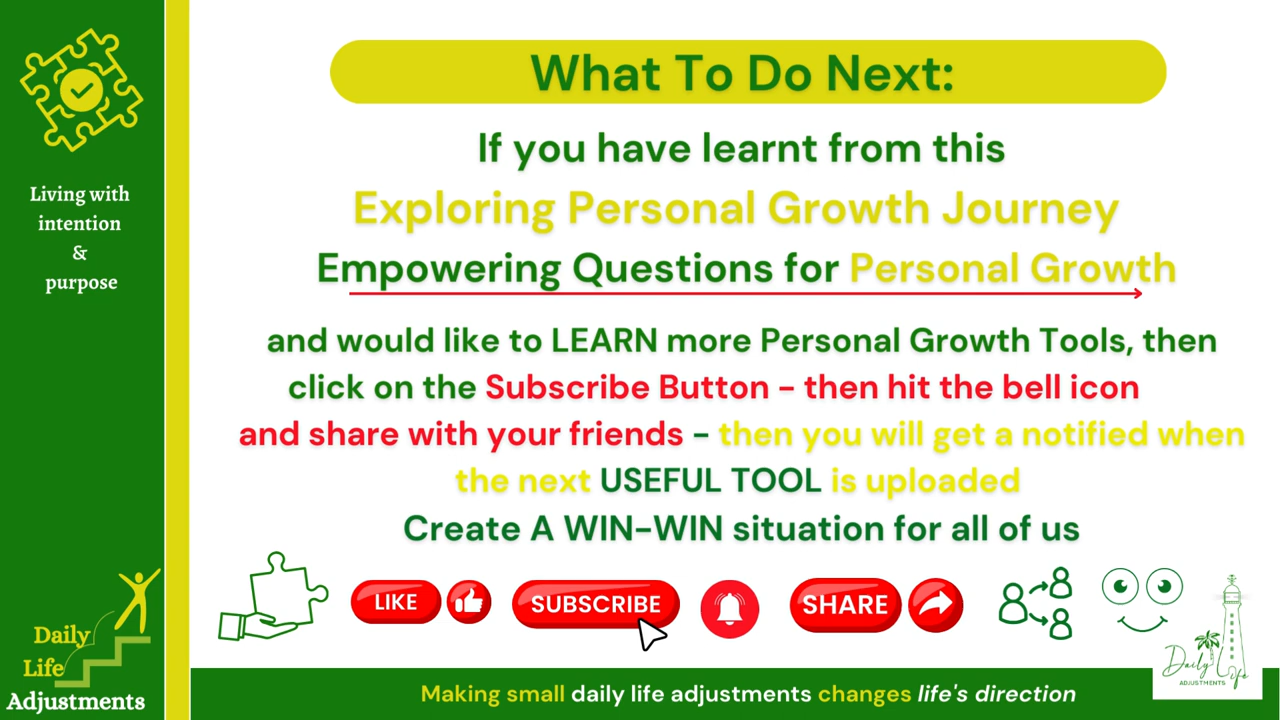 Living with
intention
&
purpose
Daily
Life
Adjustments
What To Do Next:
If you have learnt from this
Exploring Personal Growth Journey
Empowering Questions for Personal Growth
and would like to LEARN more Personal Growth Tools, then
click on the Subscribe Button - then hit the bell icon
and share with your friends - then you will get a notified when
the next USEFUL TOOL is uploaded
Create A WIN-WIN situation for all of us
LIKE
SUBSCRIBE
SHARE
Daily Life
ADJUSTMENTS
Making small daily life adjustments changes life's direction